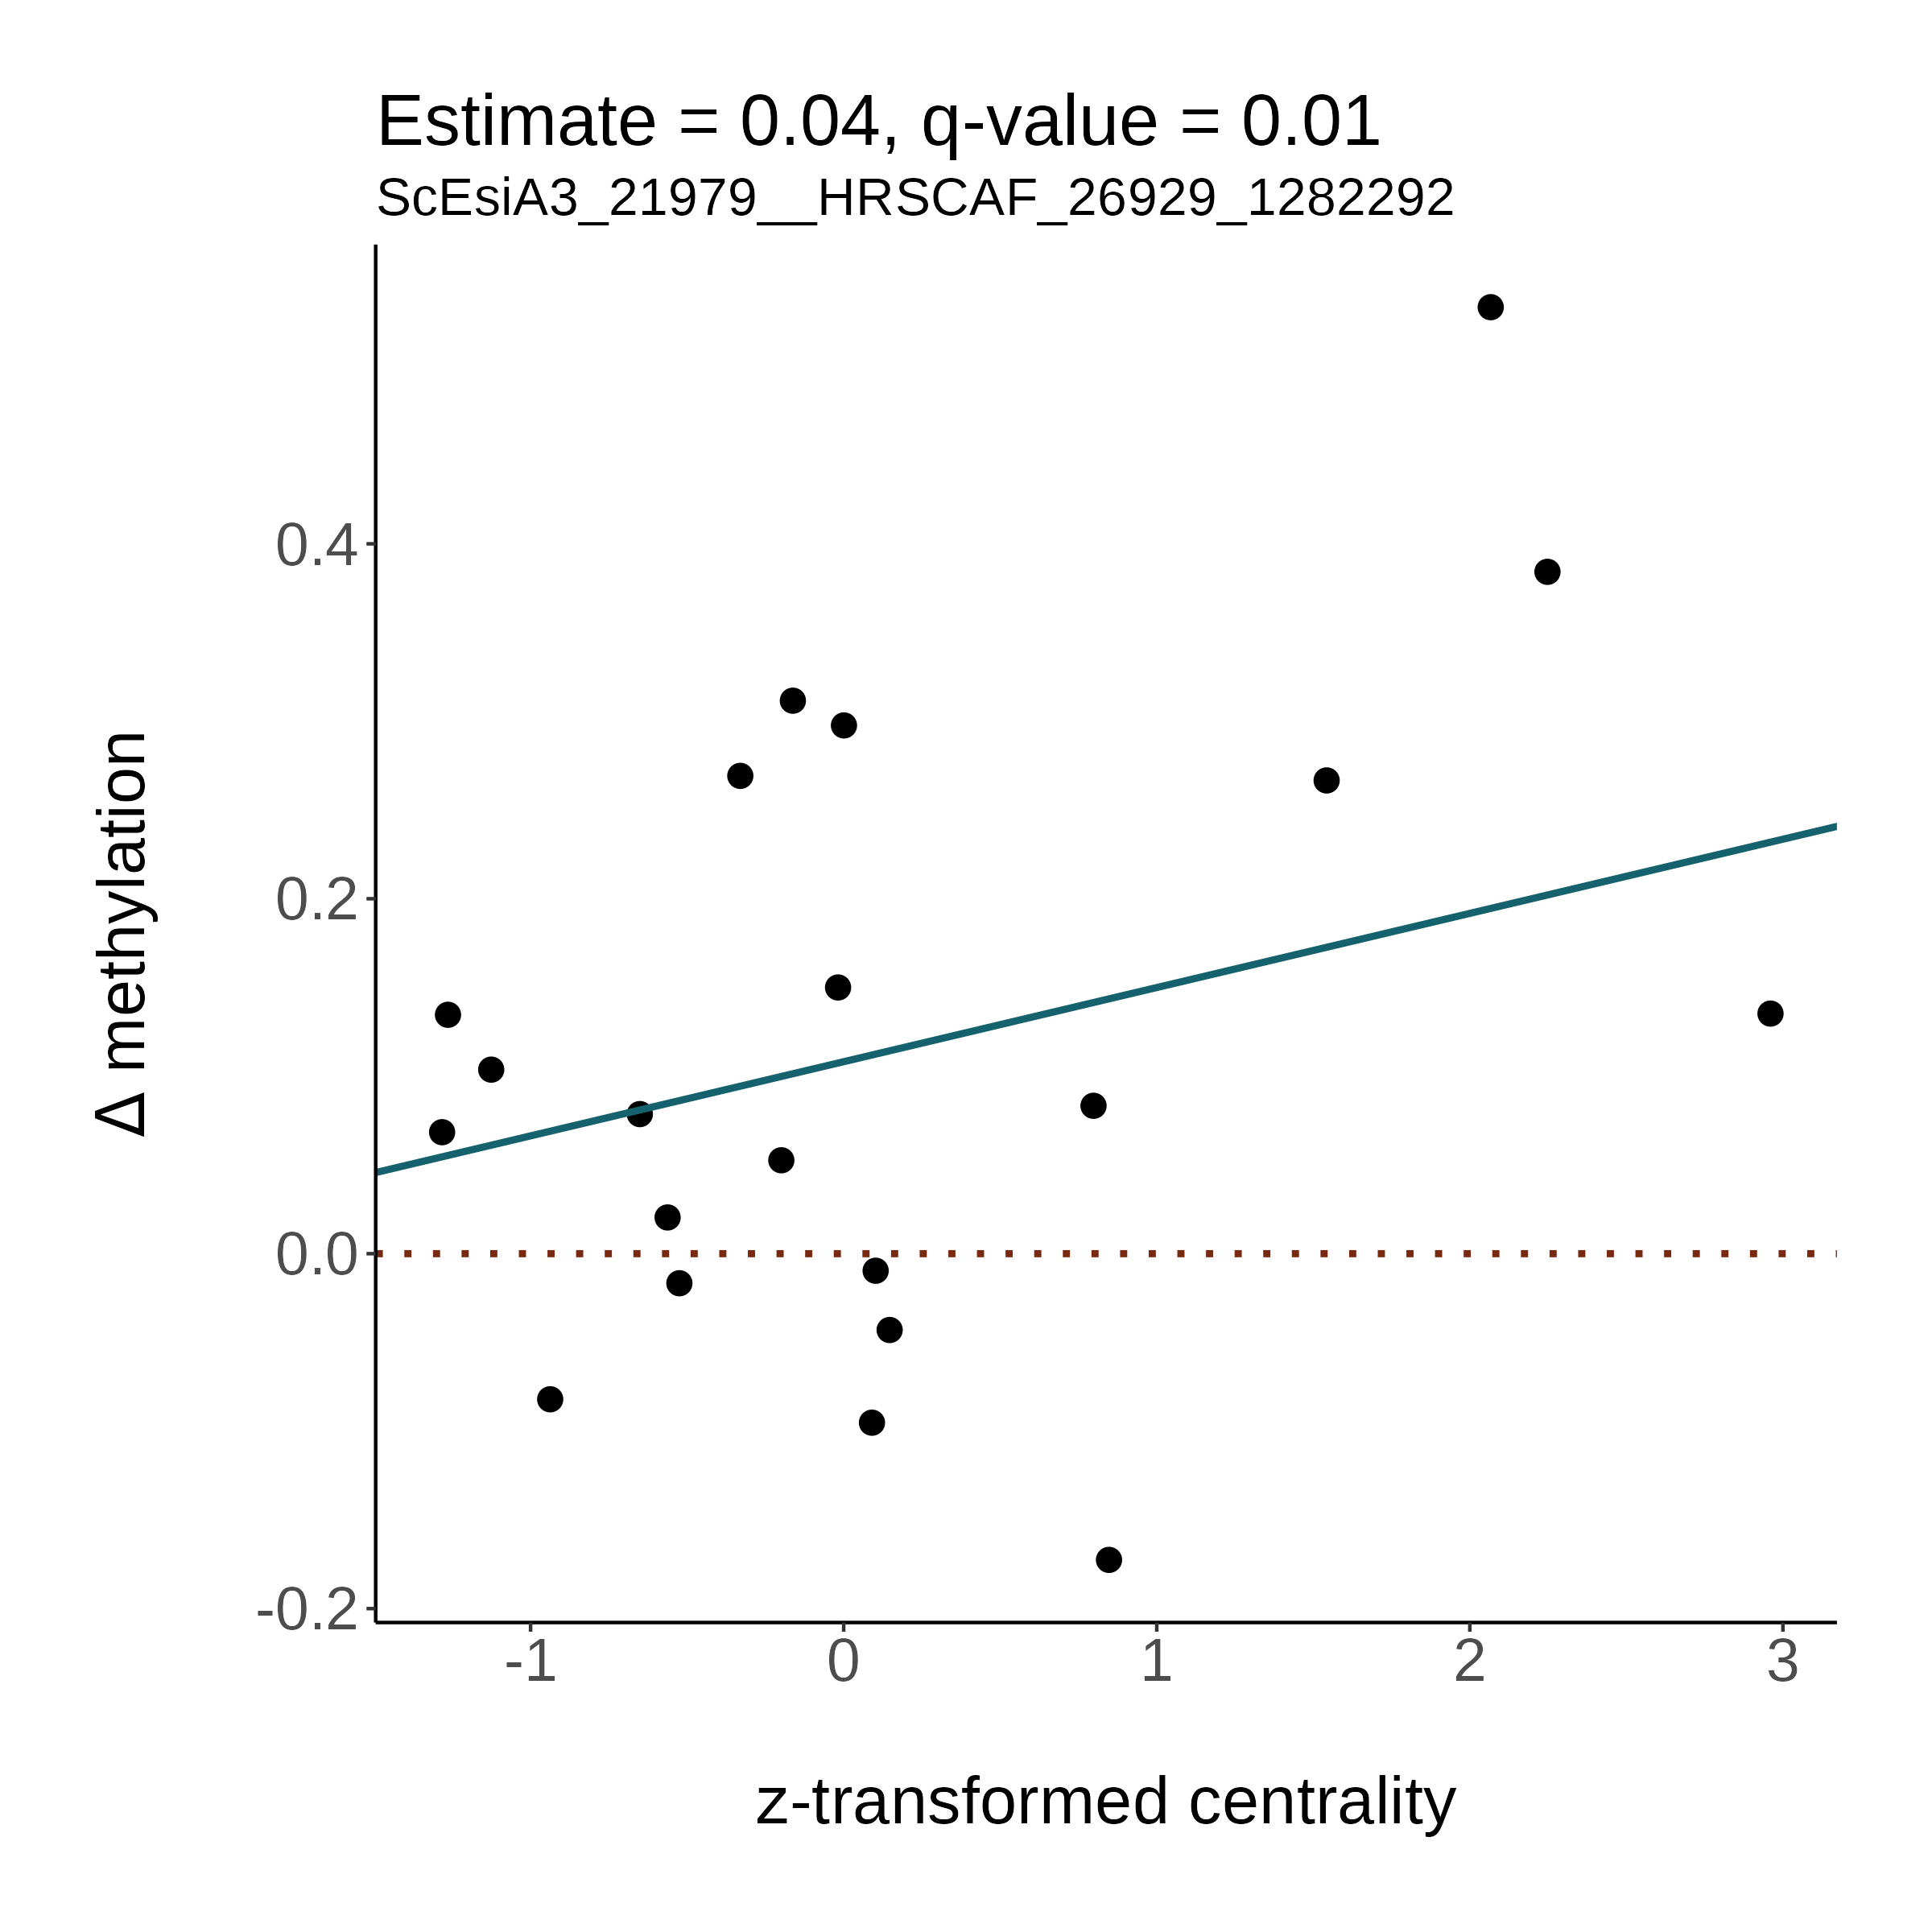 Estimate = 0.04, q-value = 0.01
ScEsiA3_21979__HRSCAF_26929_1282292
Δ methylation
0.4
0.2
0.0
-0.2
-1 0 1 2 3
z-transformed centrality